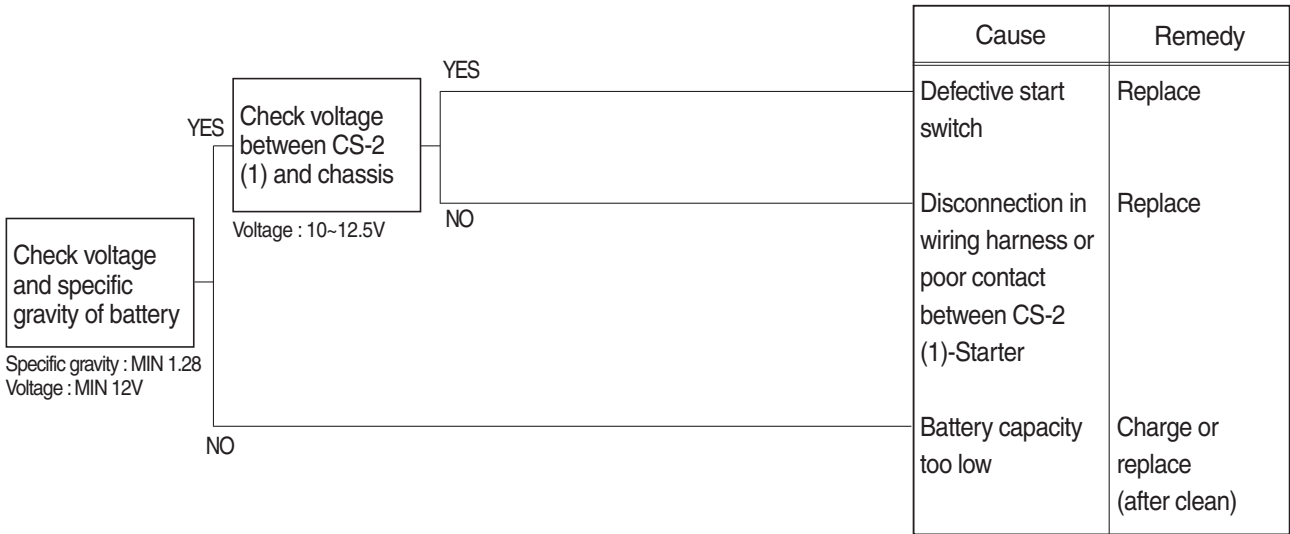 Cause
Remedy
YES
Defective start
switch
Replace
YES
Check voltage
between CS-2
(1) and chassis
Voltage : 10~12.5V
NO
Disconnection in
wiring harness or
poor contact
between CS-2
(1)-Starter
Replace
Check voltage
and specific
gravity of battery
Specific gravity : MIN 1.28
Voltage : MIN 12V
NO
Battery capacity
too low
Charge or
replace
(after clean)